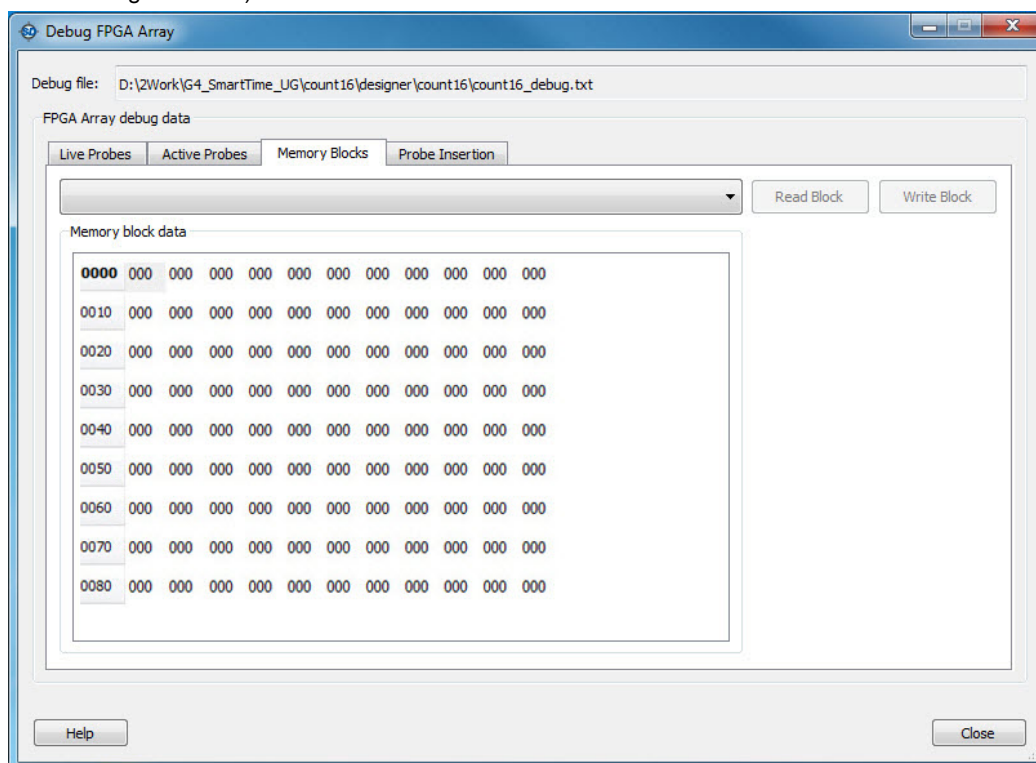 Debug FPGA Array
Debug file: D:\2Work\G4_SmartTime_UG\count16\designer\count16\count16_debug.txt
FPGA Array debug data
Live Probes Active Probes Memory Blocks Probe Insertion
Read Block Write Block
Memory block data
0000 000 000 000 000 000 000 000 000 000 000 000
0010 000 000 000 000 000 000 000 000 000 000 000
0020 000 000 000 000 000 000 000 000 000 000 000
0030 000 000 000 000 000 000 000 000 000 000 000
0040 000 000 000 000 000 000 000 000 000 000 000
0050 000 000 000 000 000 000 000 000 000 000 000
0060 000 000 000 000 000 000 000 000 000 000 000
0070 000 000 000 000 000 000 000 000 000 000 000
0080 000 000 000 000 000 000 000 000 000 000 000
Help Close